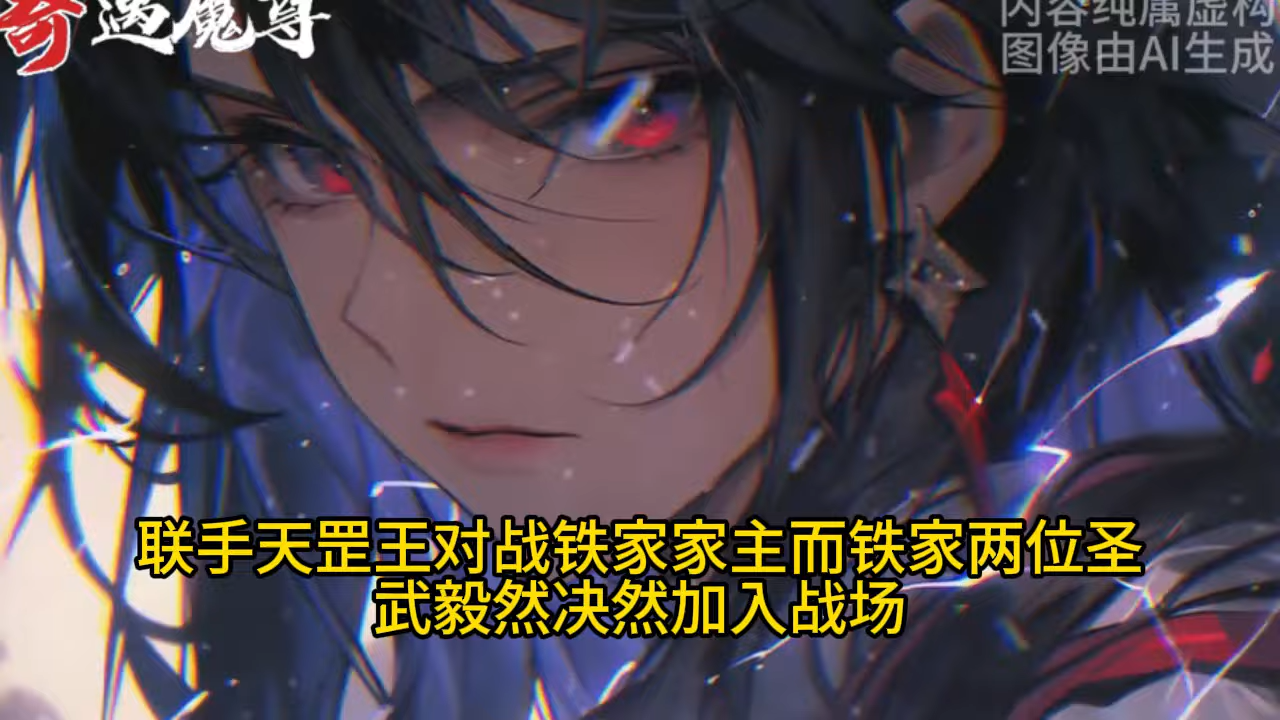 奇遇魔尊
内容纯属虚构
图像由AI生成
联手天罡王对战铁家家主而铁家两位圣
武毅然决然加入战场